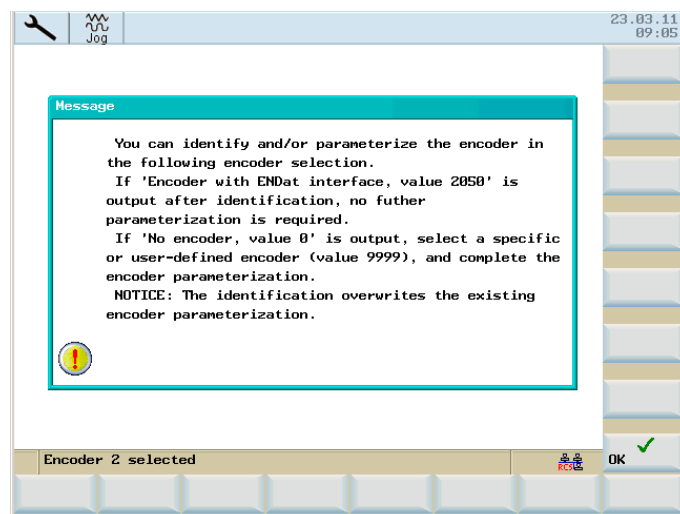 Jog
23.03.11
09:05
Message
You can identify and/or parameterize the encoder in
the following encoder selection.
If 'Encoder with ENDat interface, value 2050' is
output after identification, no futher
parameterization is required.
If 'No encoder, value 0' is output, select a specific
or user-defined encoder (value 9999), and complete the
encoder parameterization.
NOTICE: The identification overwrites the existing
encoder parameterization.
Encoder 2 selected
RCS
OK